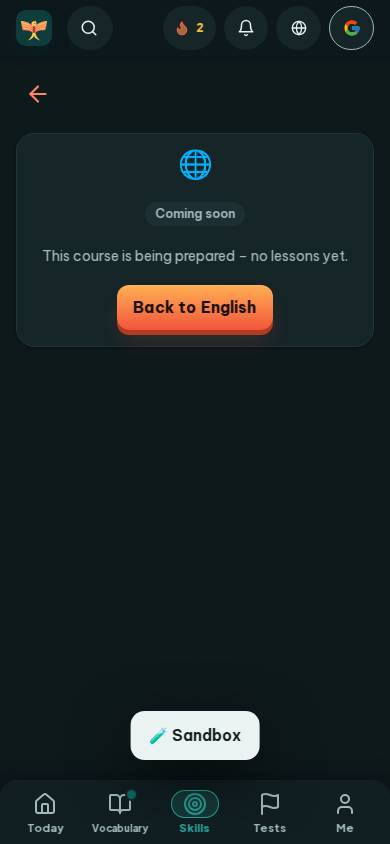 2
Coming soon
This course is being prepared – no lessons yet.
Back to English
Sandbox
Today
Vocabulary
Skills
Tests
Me